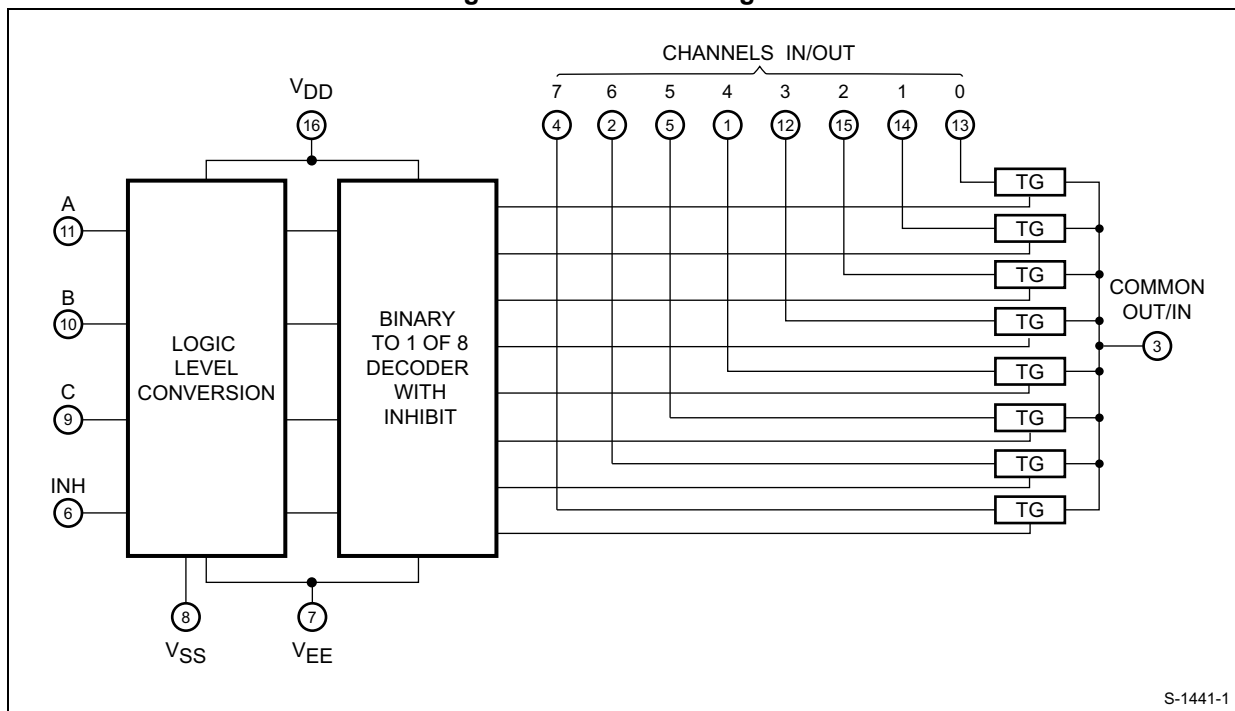 CHANNELS IN/OUT
7 6 5 4 3 2 1 0
4 2 5 1 12 15 14 13
VDD
16
A
11
B
10
C
9
INH
6
LOGIC
LEVEL
CONVERSION
BINARY
TO 1 OF 8
DECODER
WITH
INHIBIT
TG
TG
TG
TG
TG
TG
TG
TG
COMMON
OUT/IN
3
8
VSS
7
VEE
S-1441-1